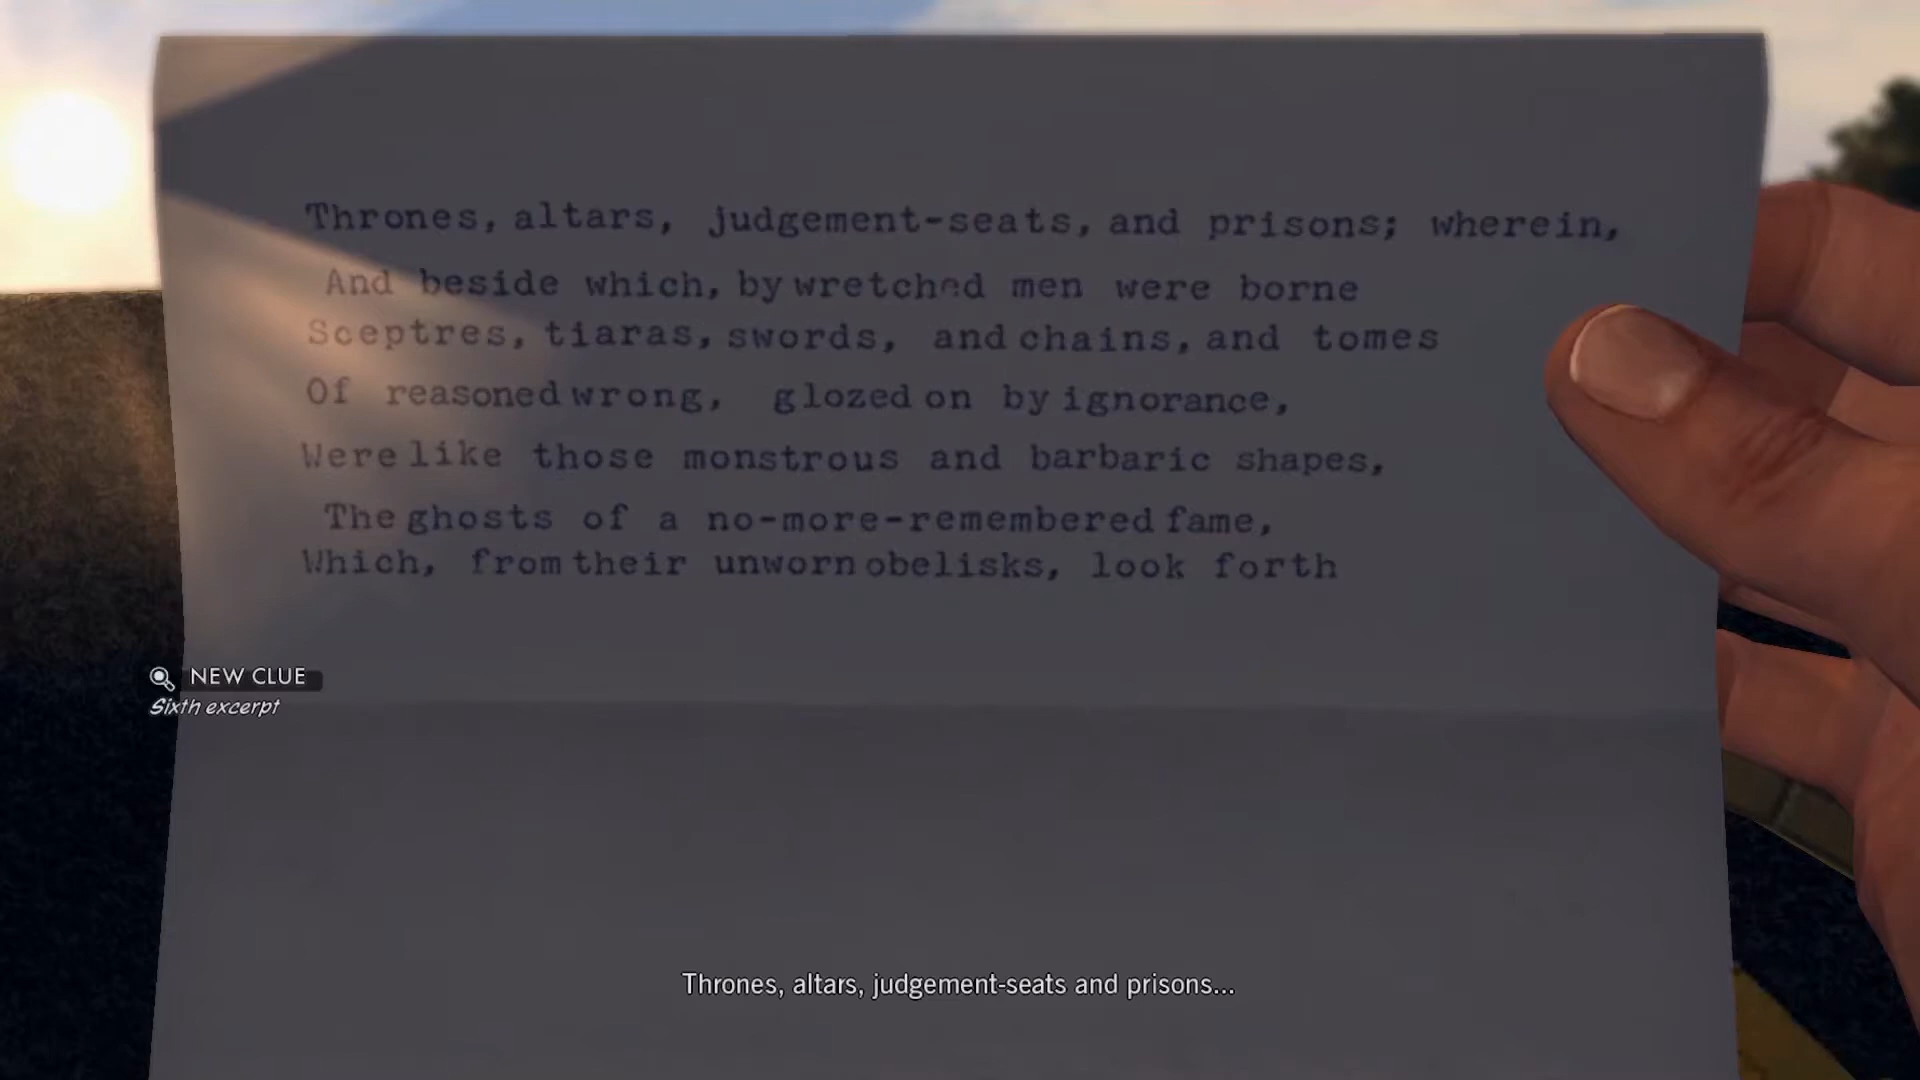 Thrones, altars, judgement-seats, and prisons; wherein,
And beside which, by wretched men were borne
Sceptres, tiaras, swords, and chains, and tomes
Of reasoned wrong, glozed on by ignorance,
Were like those monstrous and barbaric shapes,
The ghosts of a no-more-remembered fame,
Which, from their unworn obelisks, look forth
NEW CLUE
Sixth excerpt
Thrones, altars, judgement-seats and prisons...